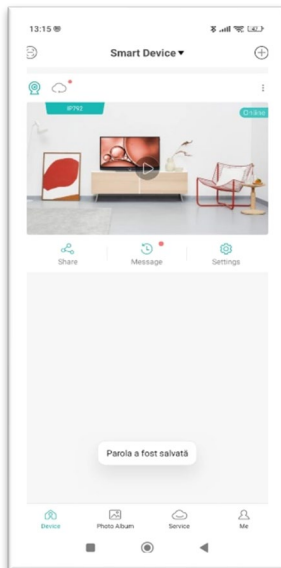 13:15
Smart Device▼
IP792
Share
Message
Settings
Parola a fost salvată
Device
Photo Album
Service
Me